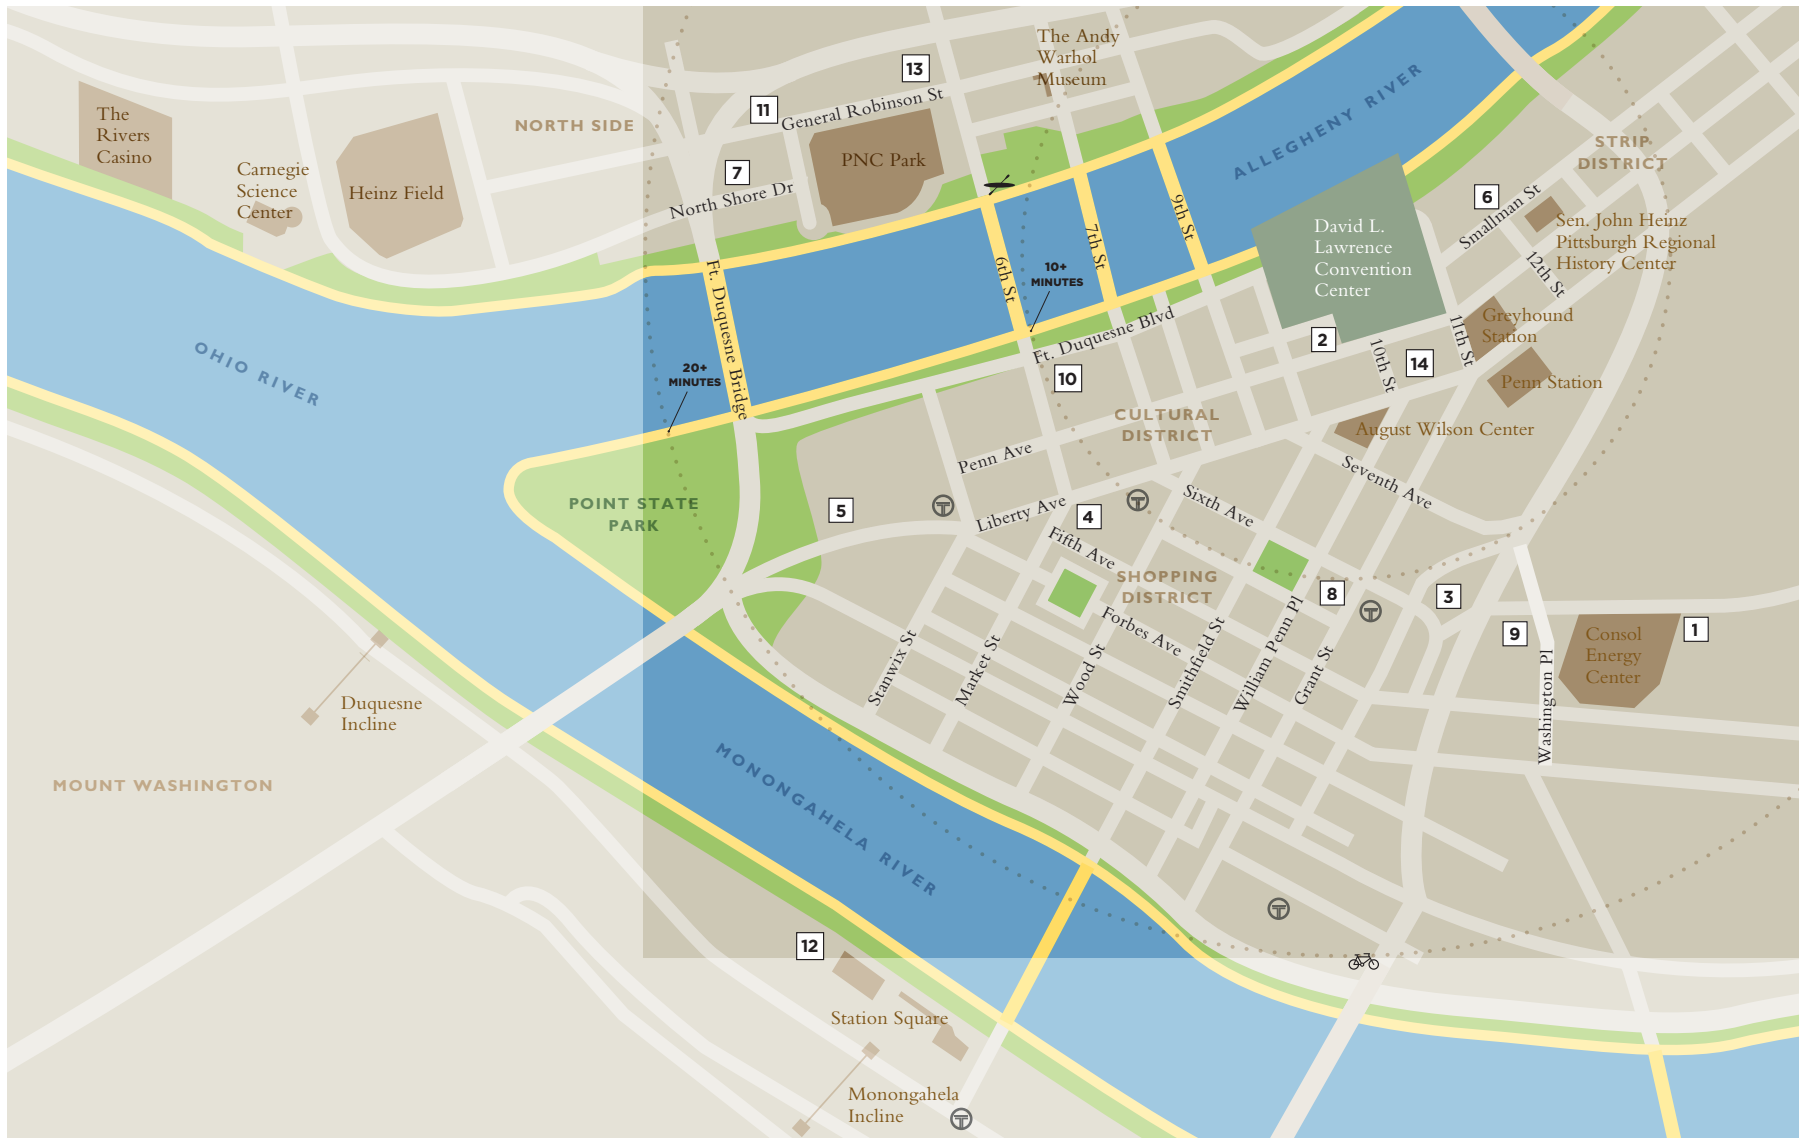 The Andy
Warhol
Museum
13
11
General Robinson St
The
Rivers
Casino
NORTH SIDE
PNC Park
7
North Shore Dr
Carnegie
Science
Center
Heinz Field
ALLEGHENY RIVER
STRIP
DISTRICT
6
Smallman St
Sen. John Heinz
Pittsburgh Regional
History Center
12th St
9th St
7th St
6th St
David L.
Lawrence
Convention
Center
10+
MINUTES
Ft. Duquesne Bridge
Ft. Duquesne Blvd
Greyhound
Station
11th St
2
10th St
14
Penn Station
OHIO RIVER
20+
MINUTES
10
CULTURAL
DISTRICT
August Wilson Center
Penn Ave
Seventh Ave
POINT STATE
PARK
5
T
Liberty Ave
4
T
Sixth Ave
Fifth Ave
SHOPPING
DISTRICT
8
T
3
9
1
Consol
Energy
Center
Forbes Ave
Stanwix St
Market St
Wood St
Smithfield St
William Penn Pl
Grant St
Washington Pl
Duquesne
Incline
MOUNT WASHINGTON
MONONGAHELA RIVER
T
12
Station Square
Monongahela
Incline
T